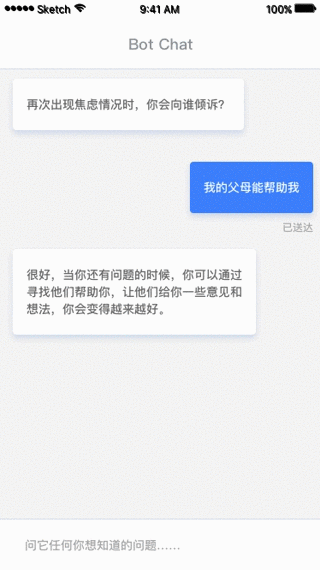 Sketch 9:41 AM 100%
Bot Chat
再次出现焦虑情况时，你会向谁倾诉？
我的父母能帮助我
已送达
很好，当你还有问题的时候，你可以通过
寻找他们帮助你，让他们给你一些意见和
想法，你会变得越来越好。
问它任何你想知道的问题……